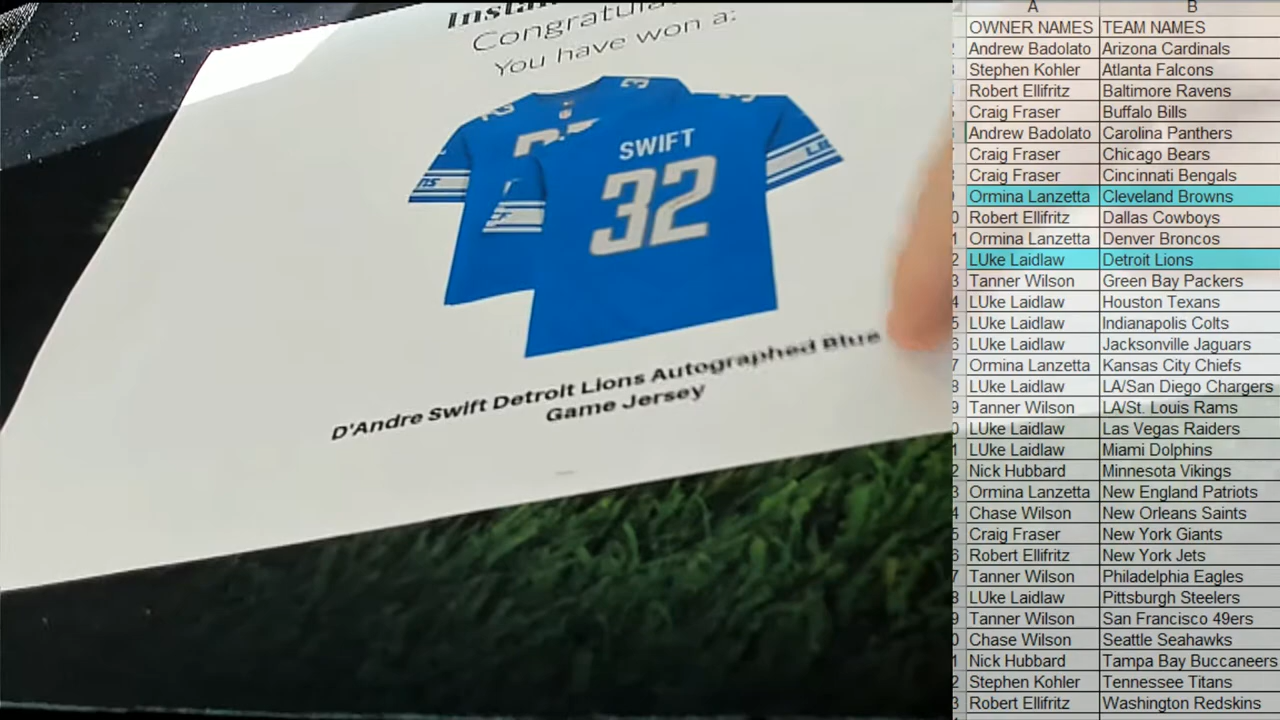 Congratula
You have won a:
SWIFT
32
D'Andre Swift Detroit Lions Autographed Blue
Game Jersey
A B
OWNER NAMES TEAM NAMES
Andrew Badolato Arizona Cardinals
Stephen Kohler Atlanta Falcons
Robert Ellifritz Baltimore Ravens
Craig Fraser Buffalo Bills
Andrew Badolato Carolina Panthers
Craig Fraser Chicago Bears
Craig Fraser Cincinnati Bengals
Ormina Lanzetta Cleveland Browns
Robert Ellifritz Dallas Cowboys
Ormina Lanzetta Denver Broncos
LUke Laidlaw Detroit Lions
Tanner Wilson Green Bay Packers
LUke Laidlaw Houston Texans
LUke Laidlaw Indianapolis Colts
LUke Laidlaw Jacksonville Jaguars
Ormina Lanzetta Kansas City Chiefs
LUke Laidlaw LA/San Diego Chargers
Tanner Wilson LA/St. Louis Rams
LUke Laidlaw Las Vegas Raiders
LUke Laidlaw Miami Dolphins
Nick Hubbard Minnesota Vikings
Ormina Lanzetta New England Patriots
Chase Wilson New Orleans Saints
Craig Fraser New York Giants
Robert Ellifritz New York Jets
Tanner Wilson Philadelphia Eagles
LUke Laidlaw Pittsburgh Steelers
Tanner Wilson San Francisco 49ers
Chase Wilson Seattle Seahawks
Nick Hubbard Tampa Bay Buccaneers
Stephen Kohler Tennessee Titans
Robert Ellifritz Washington Redskins